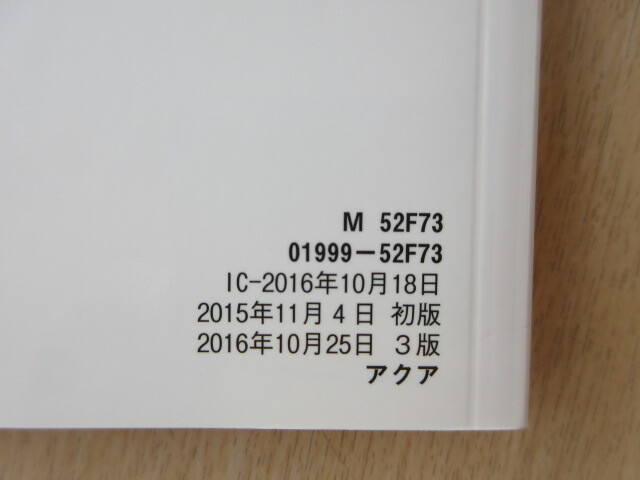 M 52F73
01999-52F73
IC-2016年10月18日
2015年11月4日 初版
2016年10月25日 3版
アクア